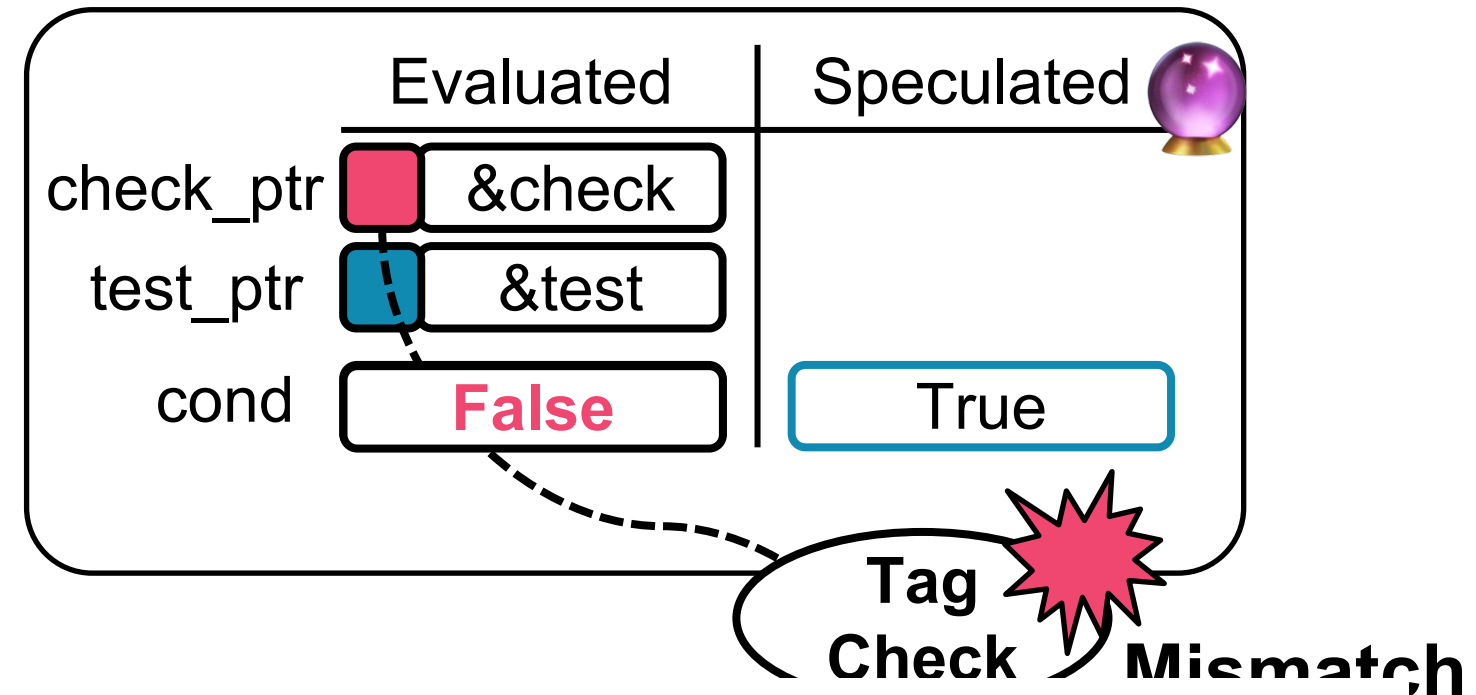 Evaluated Speculated
check_ptr &check
test_ptr &test
cond False True
Tag
Check
Mismatch